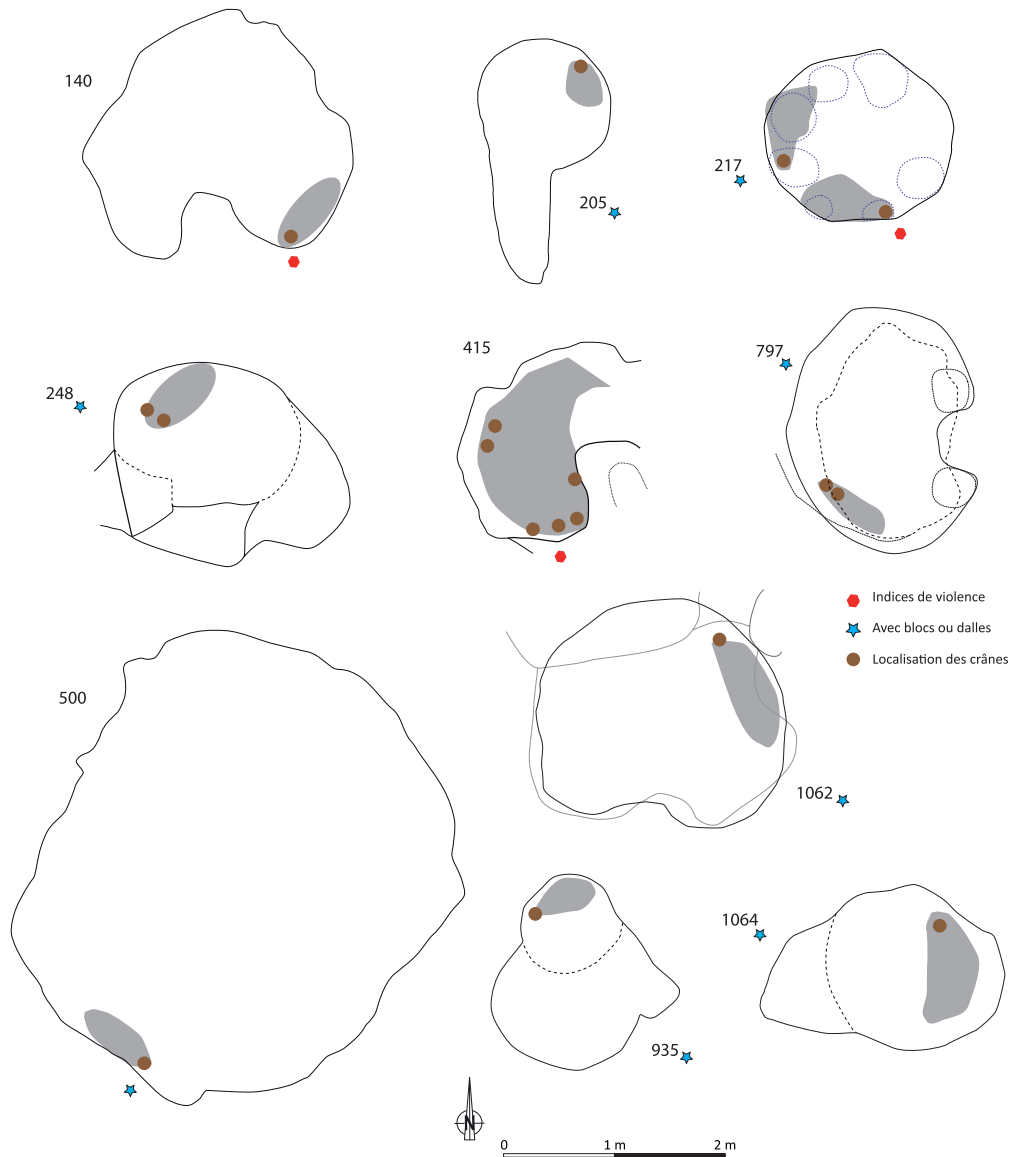 140
205
217
248
415
797
Indices de violence
Avec blocs ou dalles
Localisation des crânes
500
1062
935
1064
N
0 1 m 2 m